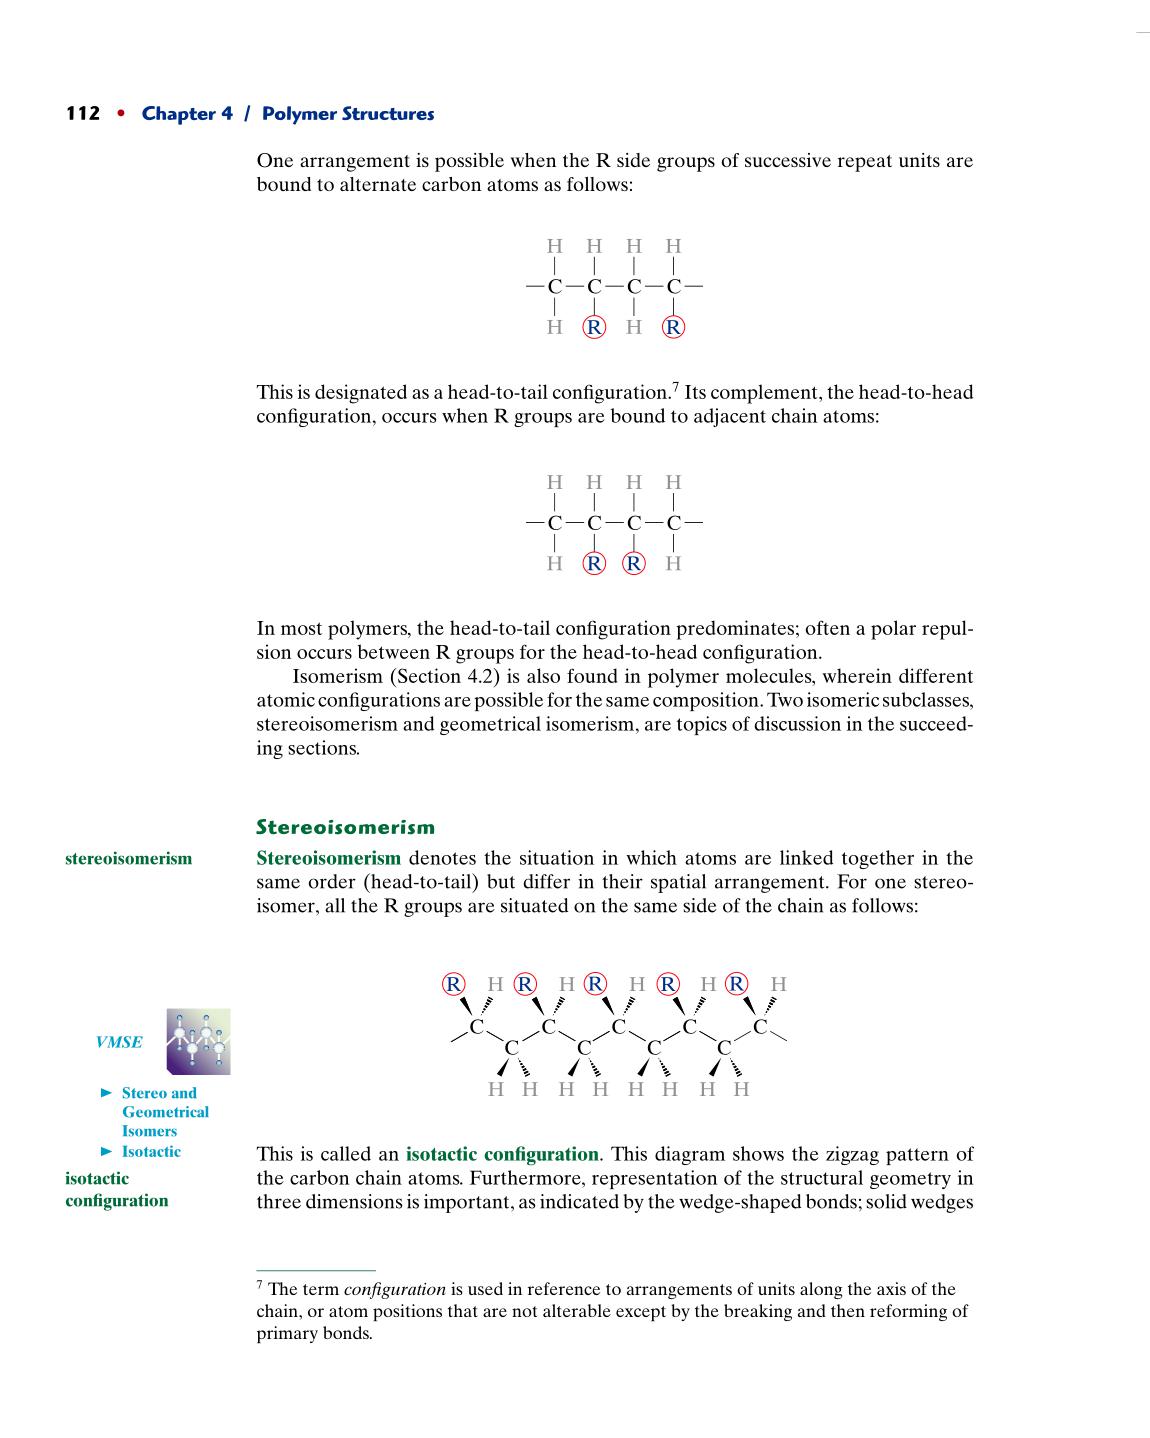 112 • Chapter 4 / Polymer Structures
One arrangement is possible when the R side groups of successive repeat units are
bound to alternate carbon atoms as follows:
H H H H
C C C C
H R H R
This is designated as a head-to-tail configuration.⁷ Its complement, the head-to-head
configuration, occurs when R groups are bound to adjacent chain atoms:
H H H H
C C C C
H R R H
In most polymers, the head-to-tail configuration predominates; often a polar repul-
sion occurs between R groups for the head-to-head configuration.
Isomerism (Section 4.2) is also found in polymer molecules, wherein different
atomic configurations are possible for the same composition. Two isomeric subclasses,
stereoisomerism and geometrical isomerism, are topics of discussion in the succeed-
ing sections.
Stereoisomerism
stereoisomerism
Stereoisomerism denotes the situation in which atoms are linked together in the
same order (head-to-tail) but differ in their spatial arrangement. For one stereo-
isomer, all the R groups are situated on the same side of the chain as follows:
R H R H R H R H R H
C C C C C
C C C C
H H H H H H H H
VMSE
► Stereo and
Geometrical
Isomers
► Isotactic
isotactic
configuration
This is called an isotactic configuration. This diagram shows the zigzag pattern of
the carbon chain atoms. Furthermore, representation of the structural geometry in
three dimensions is important, as indicated by the wedge-shaped bonds; solid wedges
⁷ The term configuration is used in reference to arrangements of units along the axis of the
chain, or atom positions that are not alterable except by the breaking and then reforming of
primary bonds.